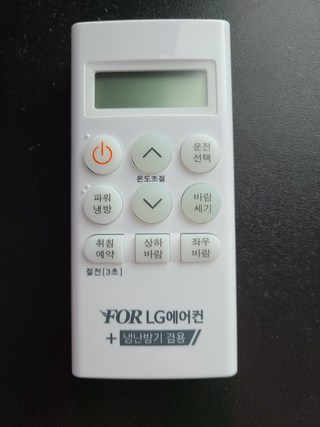 운전
선택
온도조절
파워
냉방
바람
세기
취침
예약
상하
바람
좌우
바람
절전[3초]
FOR LG에어컨
+ 냉난방기 겸용